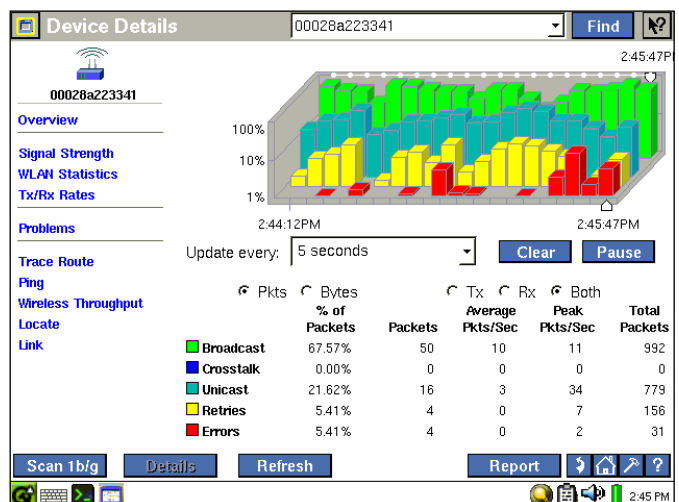 Device Details
00028a223341
Find
?
2:45:47P
00028a223341
Overview
Signal Strength
WLAN Statistics
Tx/Rx Rates
Problems
Trace Route
Ping
Wireless Throughput
Locate
Link
100%
10%
1%
2:44:12PM
2:45:47PM
Update every:
5 seconds
Clear
Pause
Pkts
Bytes
Tx
Rx
Both
% of Packets
Packets
Average Pkts/Sec
Peak Pkts/Sec
Total Packets
Broadcast 67.57% 50 10 11 992
Crosstalk 0.00% 0 0 0 0
Unicast 21.62% 16 3 34 779
Retries 5.41% 4 0 7 156
Errors 5.41% 4 0 2 31
Scan 1b/g
Details
Refresh
Report
?
2:45 PM